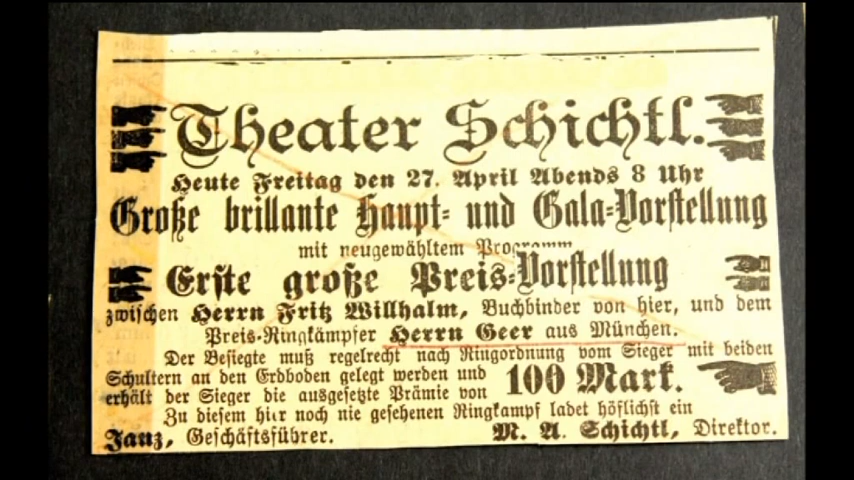 Theater Schichtl.
Heute Freitag den 27. April Abends 8 Uhr
Große brillante Haupt- und Gala-Vorstellung
mit neugewähltem Programm
Erste große Preis-Vorstellung
zwischen Herrn Fritz Willhalm, Buchbinder von hier, und dem
Preis-Ringkämpfer Herrn Geer aus München.
Der Besiegte muß regelrecht nach Ringordnung vom Sieger mit beiden
Schultern an den Erdboden gelegt werden und
erhält der Sieger die ausgesetzte Prämie von 100 Mark.
Zu diesem hier noch nie gesehenen Ringkampf ladet höflichst ein
Janz, Geschäftsführer. M. A. Schichtl, Direktor.